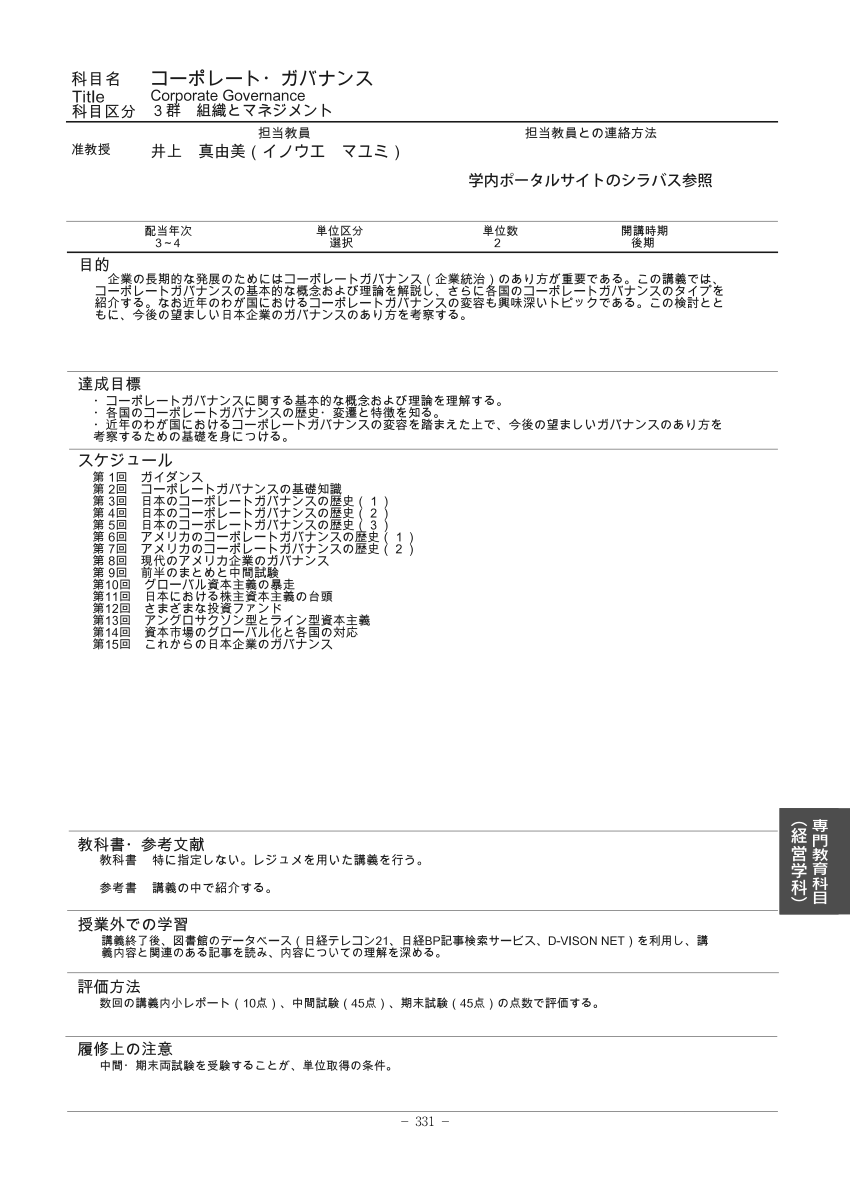 科目名　コーポレート・ガバナンス
Title　Corporate Governance
科目区分　３群　組織とマネジメント
担当教員　担当教員との連絡方法
准教授　井上　真由美(イノウエ　マユミ)
学内ポータルサイトのシラバス参照
配当年次　単位区分　単位数　開講時期
3~4　選択　2　後期
目的
　企業の長期的な発展のためにはコーポレートガバナンス(企業統治)のあり方が重要である。この講義では、
コーポレートガバナンスの基本的な概念および理論を解説し、さらに各国のコーポレートガバナンスのタイプを
紹介する。なお近年のわが国におけるコーポレートガバナンスの変容も興味深いトピックである。この検討とと
もに、今後の望ましい日本企業のガバナンスのあり方を考察する。
達成目標
・コーポレートガバナンスに関する基本的な概念および理論を理解する。
・各国のコーポレートガバナンスの歴史・変遷と特徴を知る。
・近年のわが国におけるコーポレートガバナンスの変容を踏まえた上で、今後の望ましいガバナンスのあり方を
考察するための基礎を身につける。
スケジュール
第 1回　ガイダンス
第 2回　コーポレートガバナンスの基礎知識
第 3回　日本のコーポレートガバナンスの歴史(1)
第 4回　日本のコーポレートガバナンスの歴史(2)
第 5回　日本のコーポレートガバナンスの歴史(3)
第 6回　アメリカのコーポレートガバナンスの歴史(1)
第 7回　アメリカのコーポレートガバナンスの歴史(2)
第 8回　現代のアメリカ企業のガバナンス
第 9回　前半のまとめと中間試験
第10回　グローバル資本主義の暴走
第11回　日本における株主資本主義の台頭
第12回　さまざまな投資ファンド
第13回　アングロサクソン型とライン型資本主義
第14回　資本市場のグローバル化と各国の対応
第15回　これからの日本企業のガバナンス
専門教育科目
(経営学科)
教科書・参考文献
教科書　特に指定しない。レジュメを用いた講義を行う。
参考書　講義の中で紹介する。
授業外での学習
講義終了後、図書館のデータベース(日経テレコン21、日経BP記事検索サービス、D-VISON NET)を利用し、講
義内容と関連のある記事を読み、内容についての理解を深める。
評価方法
数回の講義内小レポート(10点)、中間試験(45点)、期末試験(45点)の点数で評価する。
履修上の注意
中間・期末両試験を受験することが、単位取得の条件。
－ 331 －